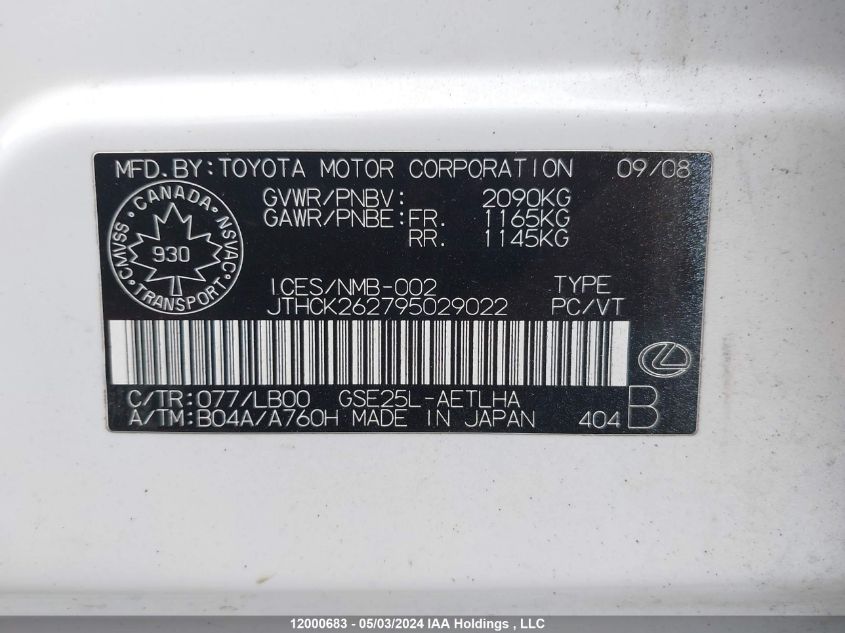 MFD.BY:TOYOTA MOTOR CORPORATION 09/08
GVWR/PNBV: 2090KG
GAWR/PNBE:FR. 1165KG
RR. 1145KG
CANADA
CMVSS NSVAC
930
TRANSPORT
ICES/NMB-002 TYPE
JTHCK262795029022 PC/VT
C/TR:077/LB00 GSE25L-AETLHA
A/TM:B04A/A760H MADE IN JAPAN 404 B
12000683 - 05/03/2024 IAA Holdings , LLC